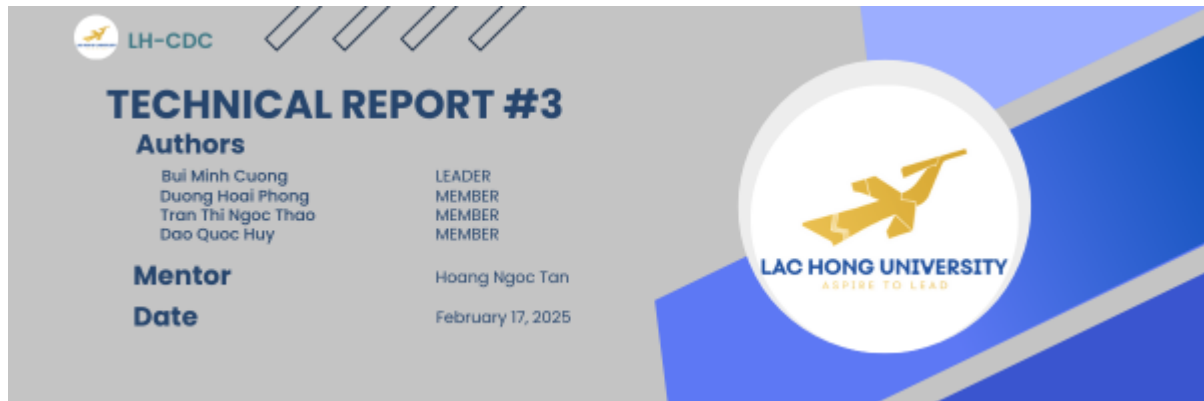 LH-CDC
TECHNICAL REPORT #3
Authors
Bui Minh Cuong LEADER
Duong Hoai Phong MEMBER
Tran Thi Ngoc Thao MEMBER
Dao Quoc Huy MEMBER
Mentor Hoang Ngoc Tan
Date February 17, 2025
LAC HONG UNIVERSITY
ASPIRE TO LEAD